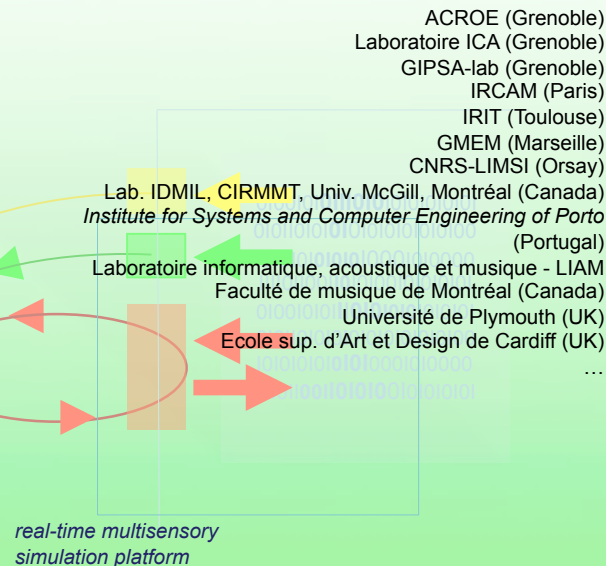 ACROE (Grenoble)
Laboratoire ICA (Grenoble)
GIPSA-lab (Grenoble)
IRCAM (Paris)
IRIT (Toulouse)
GMEM (Marseille)
CNRS-LIMSI (Orsay)
Lab. IDMIL, CIRMMT, Univ. McGill, Montréal (Canada)
Institute for Systems and Computer Engineering of Porto
(Portugal)
Laboratoire informatique, acoustique et musique - LIAM
Faculté de musique de Montréal (Canada)
Université de Plymouth (UK)
Ecole sup. d'Art et Design de Cardiff (UK)
…
real-time multisensory
simulation platform